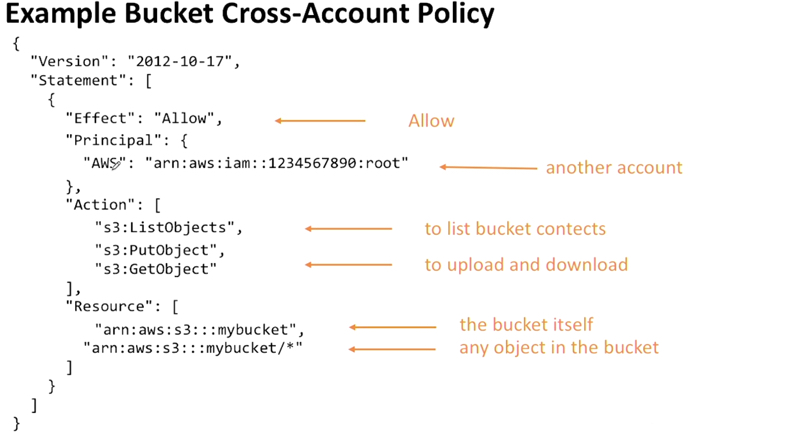 Example Bucket Cross-Account Policy
{
"Version": "2012-10-17",
"Statement": [
{
"Effect": "Allow",
Allow
"Principal": {
"AWS": "arn:aws:iam::1234567890:root"
another account
},
"Action": [
"s3:ListObjects",
to list bucket contects
"s3:PutObject",
"s3:GetObject"
to upload and download
],
"Resource": [
"arn:aws:s3:::mybucket",
the bucket itself
"arn:aws:s3:::mybucket/*"
any object in the bucket
]
}
]
}